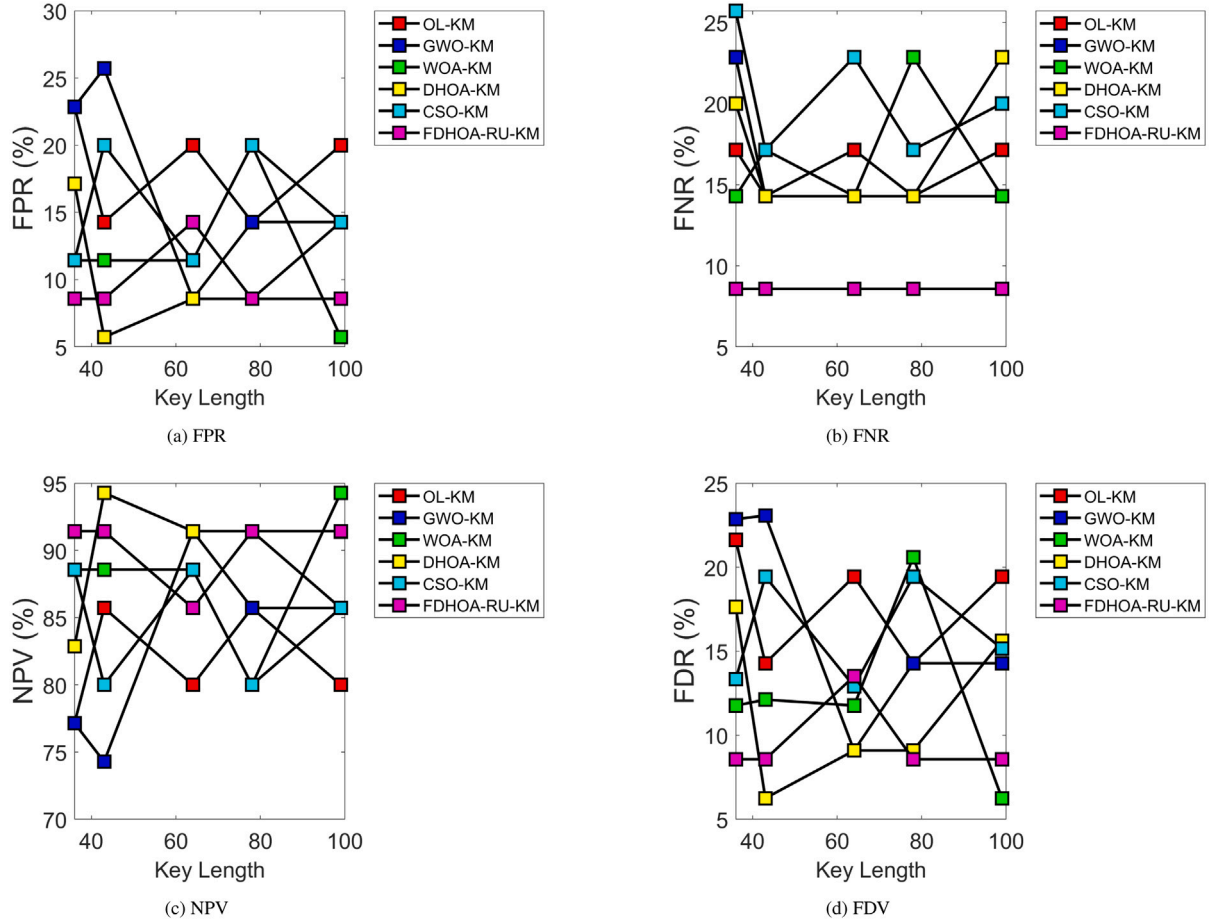 30
25
20
15
10
5
FPR (%)
40 60 80 100
Key Length
OL-KM
GWO-KM
WOA-KM
DHOA-KM
CSO-KM
FDHOA-RU-KM
(a) FPR
25
20
15
10
5
FNR (%)
40 60 80 100
Key Length
OL-KM
GWO-KM
WOA-KM
DHOA-KM
CSO-KM
FDHOA-RU-KM
(b) FNR
95
90
85
80
75
70
NPV (%)
40 60 80 100
Key Length
OL-KM
GWO-KM
WOA-KM
DHOA-KM
CSO-KM
FDHOA-RU-KM
(c) NPV
25
20
15
10
5
FDR (%)
40 60 80 100
Key Length
OL-KM
GWO-KM
WOA-KM
DHOA-KM
CSO-KM
FDHOA-RU-KM
(d) FDV